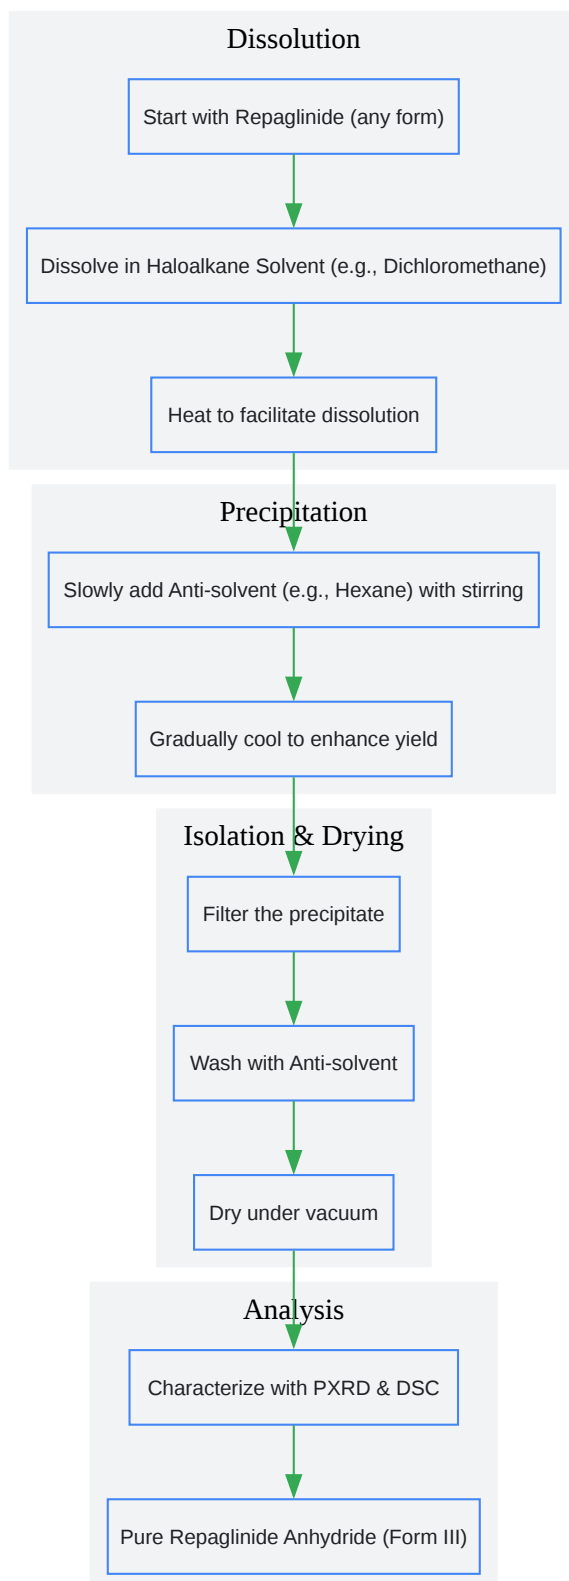 Dissolution
Start with Repaglinide (any form)
Dissolve in Haloalkane Solvent (e.g., Dichloromethane)
Heat to facilitate dissolution
Precipitation
Slowly add Anti-solvent (e.g., Hexane) with stirring
Gradually cool to enhance yield
Isolation & Drying
Filter the precipitate
Wash with Anti-solvent
Dry under vacuum
Analysis
Characterize with PXRD & DSC
Pure Repaglinide Anhydride (Form III)